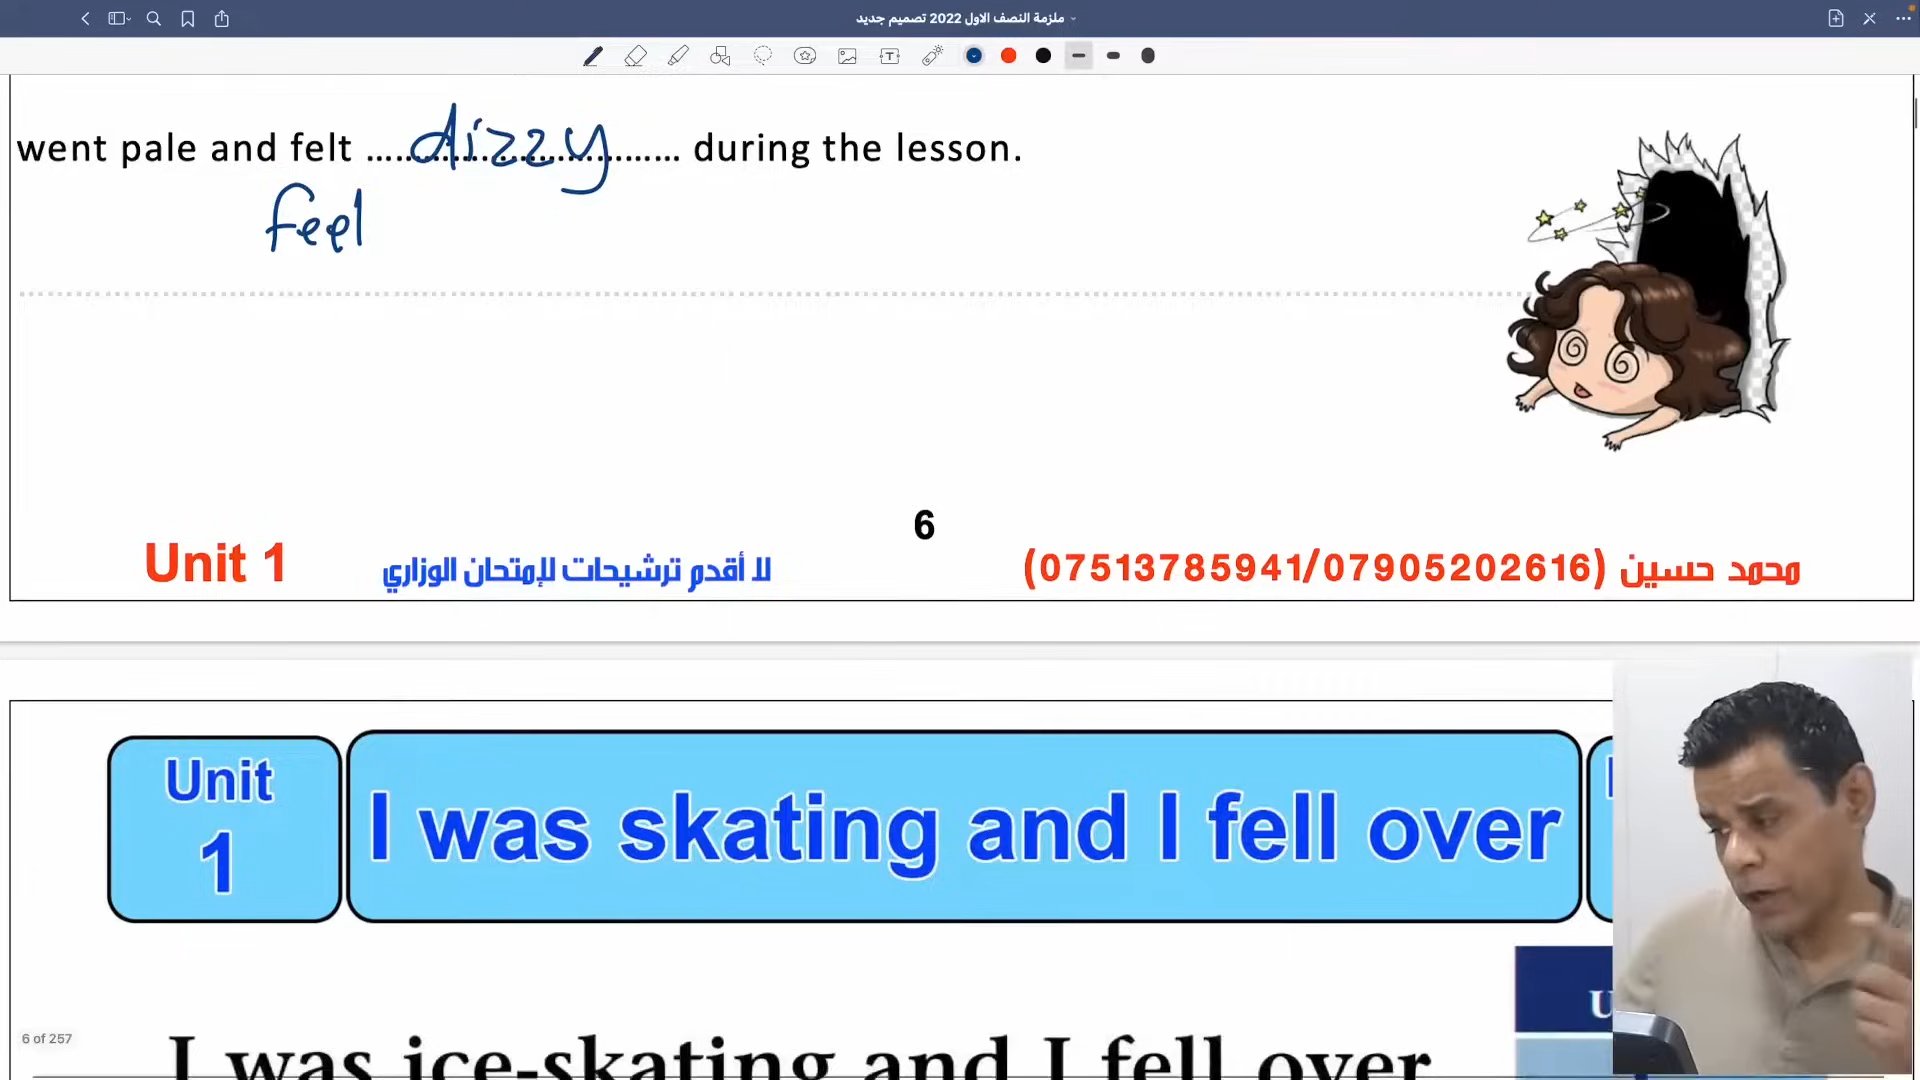 ملزمة النصف الاول 2022 تصميم جديد
went pale and felt .... dizzy .... during the lesson.
feel
6
Unit 1
لا أقدم ترشيحات للإمتحان الوزاري
محمد حسين (07905202616/07513785941)
Unit
1
I was skating and I fell over
6 of 257
I was ice-skating and I fell over